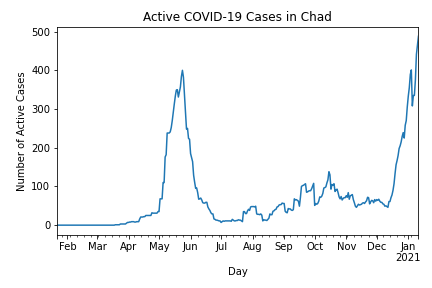 Active COVID-19 Cases in Chad
Number of Active Cases
500
400
300
200
100
0
Feb Mar Apr May Jun Jul Aug Sep Oct Nov Dec Jan
2021
Day